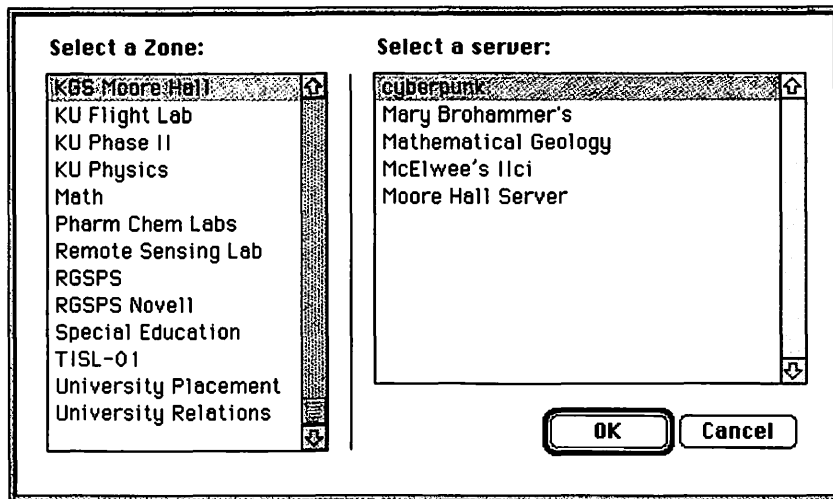 Select a Zone:
KGS Moore Hall
KU Flight Lab
KU Phase II
KU Physics
Math
Pharm Chem Labs
Remote Sensing Lab
RGSPS
RGSPS Novell
Special Education
TISL-01
University Placement
University Relations
Select a server:
cyberpunk
Mary Brohammer's
Mathematical Geology
McElwee's IIci
Moore Hall Server
OK
Cancel